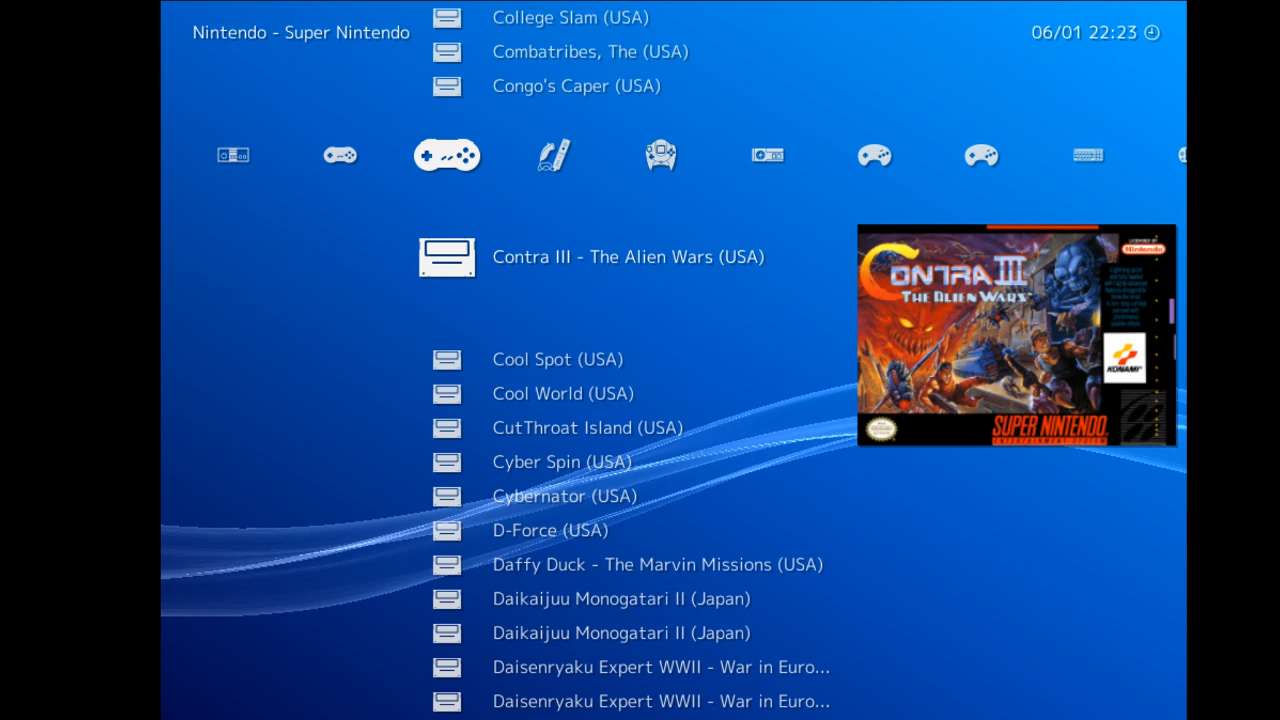 College Slam (USA)
Nintendo - Super Nintendo
06/01 22:23
Combatribes, The (USA)
Congo's Caper (USA)
Contra III - The Alien Wars (USA)
LICENSED BY
Nintendo
CONTRA III
THE ALIEN WARS
KONAMI
SUPER NINTENDO
ENTERTAINMENT SYSTEM
Cool Spot (USA)
Cool World (USA)
CutThroat Island (USA)
Cyber Spin (USA)
Cybernator (USA)
D-Force (USA)
Daffy Duck - The Marvin Missions (USA)
Daikaijuu Monogatari II (Japan)
Daikaijuu Monogatari II (Japan)
Daisenryaku Expert WWII - War in Euro...
Daisenryaku Expert WWII - War in Euro...